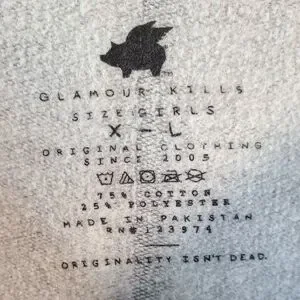 GLAMOUR KILLS
SIZE GIRLS
X-L
ORIGINAL CLOTHING
SINCE 2005
75% COTTON
25% POLYESTER
MADE IN PAKISTAN
RN# 123974
ORIGINALITY ISN'T DEAD.